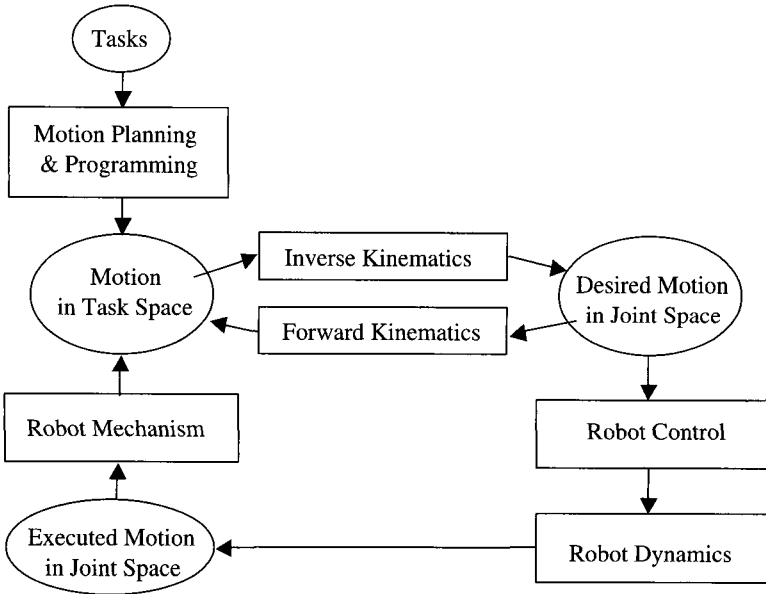 Tasks
Motion Planning
& Programming
Motion
in Task Space
Inverse Kinematics
Forward Kinematics
Desired Motion
in Joint Space
Robot Mechanism
Robot Control
Executed Motion
in Joint Space
Robot Dynamics